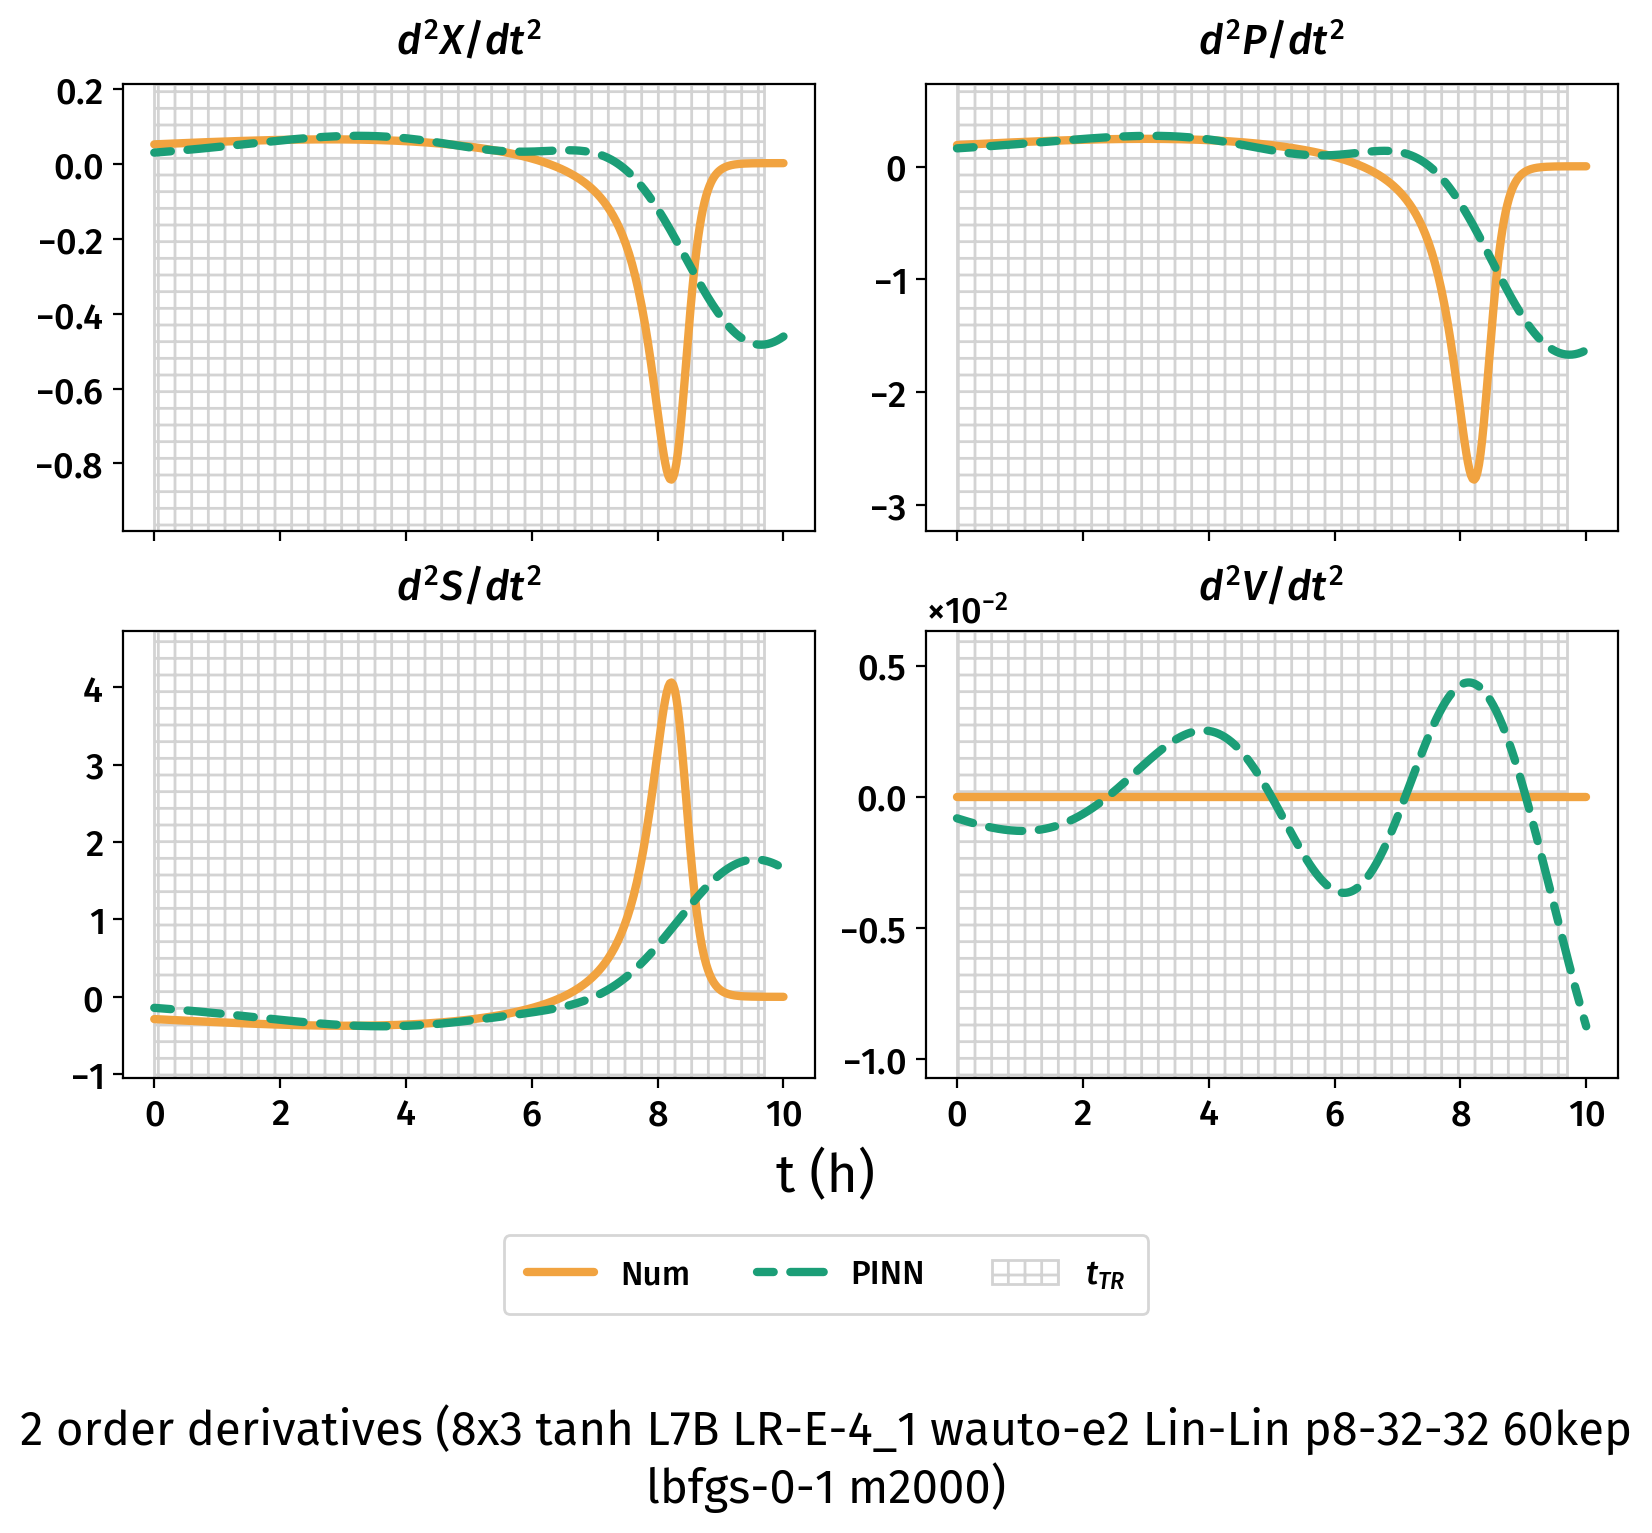 d²X/dt²
d²P/dt²
0.2
0.0
−0.2
−0.4
−0.6
−0.8
0
−1
−2
−3
d²S/dt²
d²V/dt²
×10⁻²
4
3
2
1
0
−1
0 2 4 6 8 10
0.5
0.0
−0.5
−1.0
0 2 4 6 8 10
t (h)
Num PINN t_TR
2 order derivatives (8x3 tanh L7B LR-E-4_1 wauto-e2 Lin-Lin p8-32-32 60kep
lbfgs-0-1 m2000)